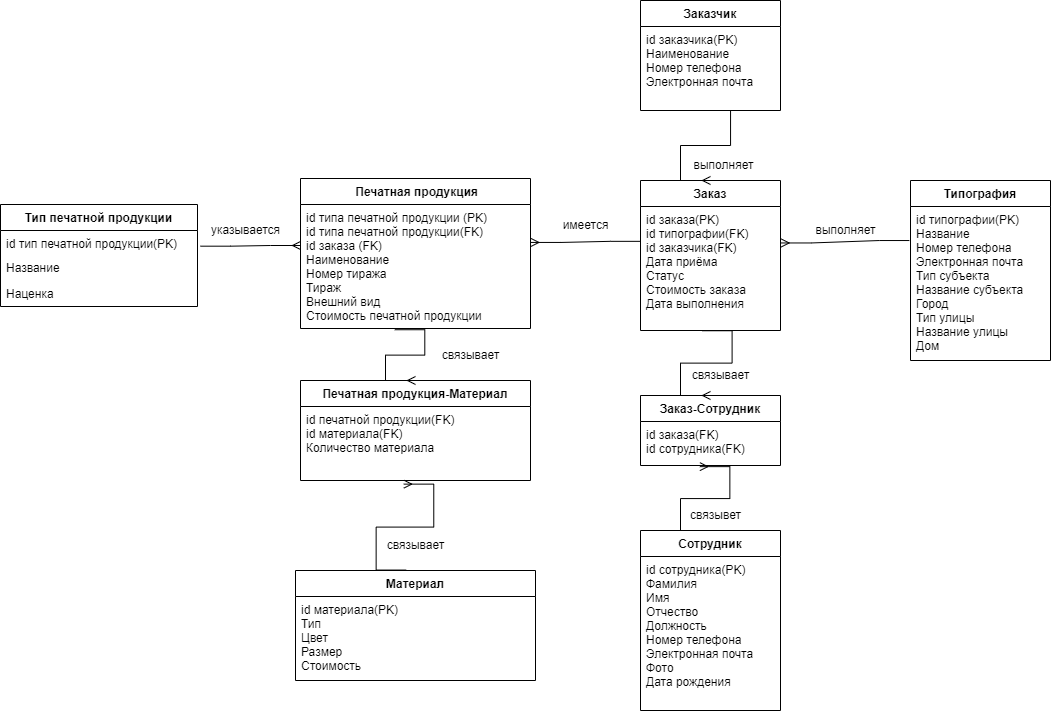 Заказчик
id заказчика(PK)
Наименование
Номер телефона
Электронная почта
выполняет
Тип печатной продукции
id тип печатной продукции(PK)
Название
Наценка
указывается
Печатная продукция
id типа печатной продукции (PK)
id типа печатной продукции(FK)
id заказа (FK)
Наименование
Номер тиража
Тираж
Внешний вид
Стоимость печатной продукции
имеется
Заказ
id заказа(PK)
id типографии(FK)
id заказчика(FK)
Дата приёма
Статус
Стоимость заказа
Дата выполнения
выполняет
Типография
id типографии(PK)
Название
Номер телефона
Электронная почта
Тип субъекта
Название субъекта
Город
Тип улицы
Название улицы
Дом
связывает
Печатная продукция-Материал
id печатной продукции(FK)
id материала(FK)
Количество материала
связывает
Материал
id материала(PK)
Тип
Цвет
Размер
Стоимость
связывает
Заказ-Сотрудник
id заказа(FK)
id сотрудника(FK)
связывет
Сотрудник
id сотрудника(PK)
Фамилия
Имя
Отчество
Должность
Номер телефона
Электронная почта
Фото
Дата рождения